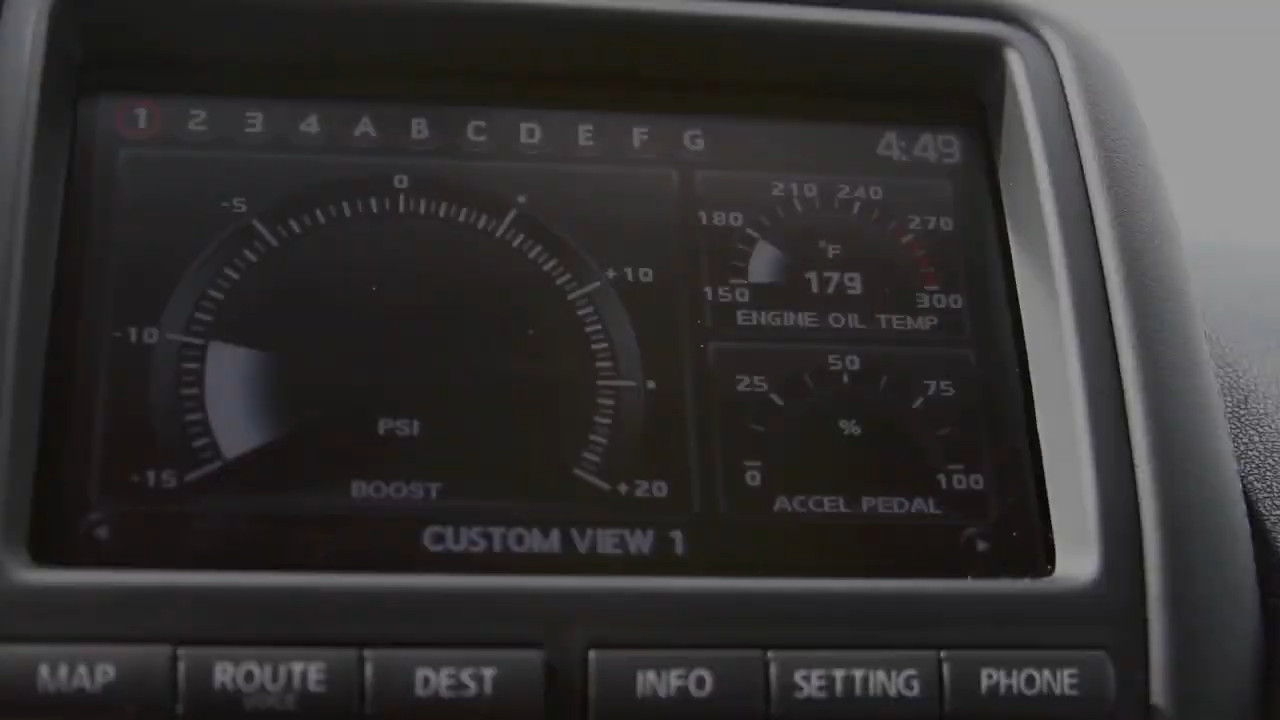 1 2 3 4 A B C D E F G
4:49
-15 -10 -5 0 +10 +20
PSI
BOOST
150 180 210 240 270 300
°F
179
ENGINE OIL TEMP
0 25 50 75 100
%
ACCEL PEDAL
CUSTOM VIEW 1
MAP ROUTE DEST INFO SETTING PHONE
VOICE